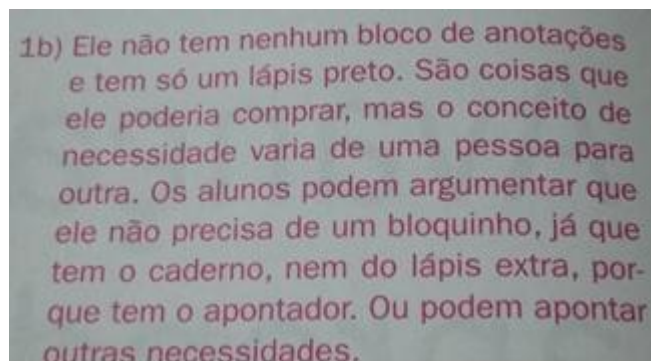 1b) Ele não tem nenhum bloco de anotações
e tem só um lápis preto. São coisas que
ele poderia comprar, mas o conceito de
necessidade varia de uma pessoa para
outra. Os alunos podem argumentar que
ele não precisa de um bloquinho, já que
tem o caderno, nem do lápis extra, por-
que tem o apontador. Ou podem apontar
outras necessidades.